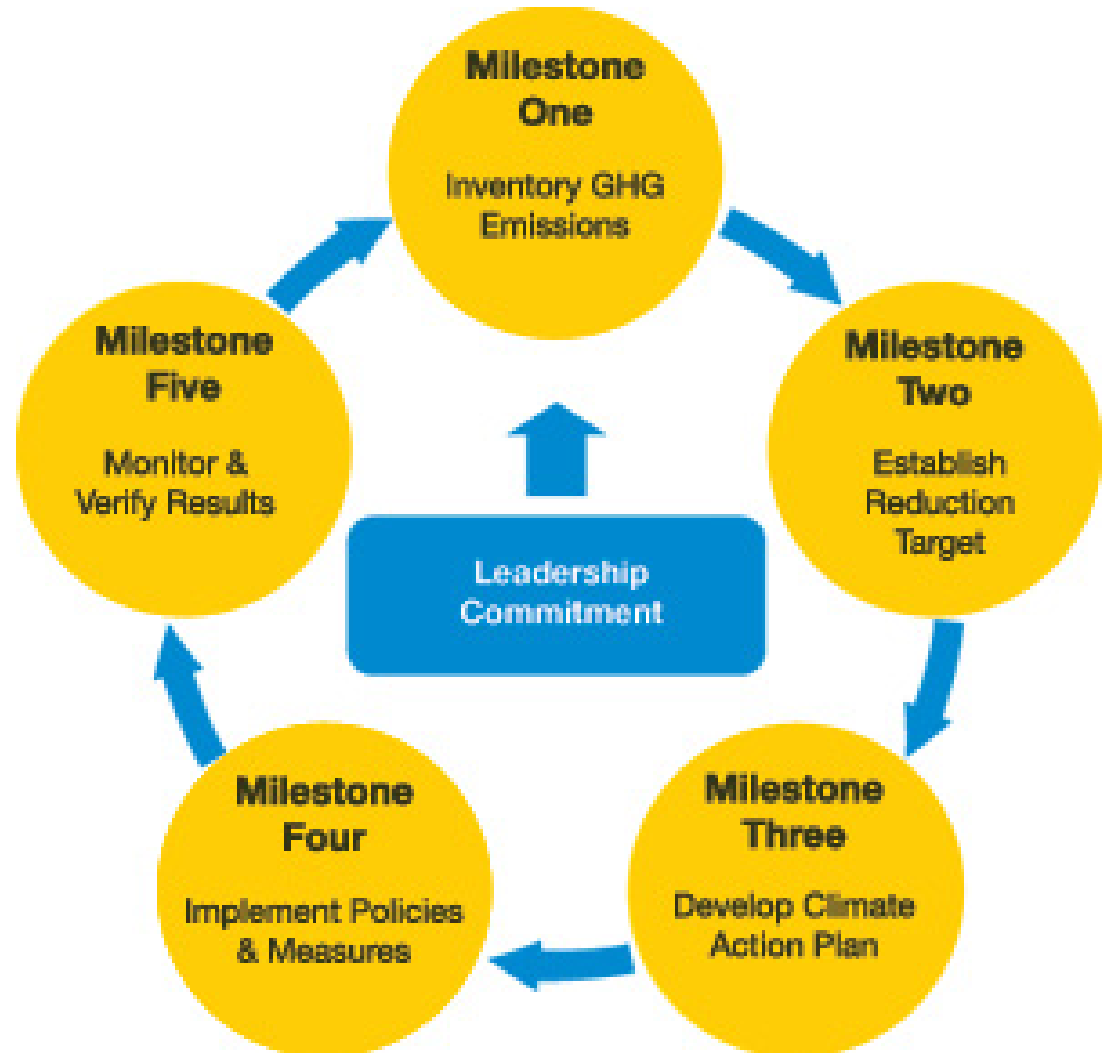 Milestone
One
Inventory GHG
Emissions
Milestone
Two
Establish
Reduction
Target
Milestone
Three
Develop Climate
Action Plan
Milestone
Four
Implement Policies
& Measures
Milestone
Five
Monitor &
Verify Results
Leadership
Commitment